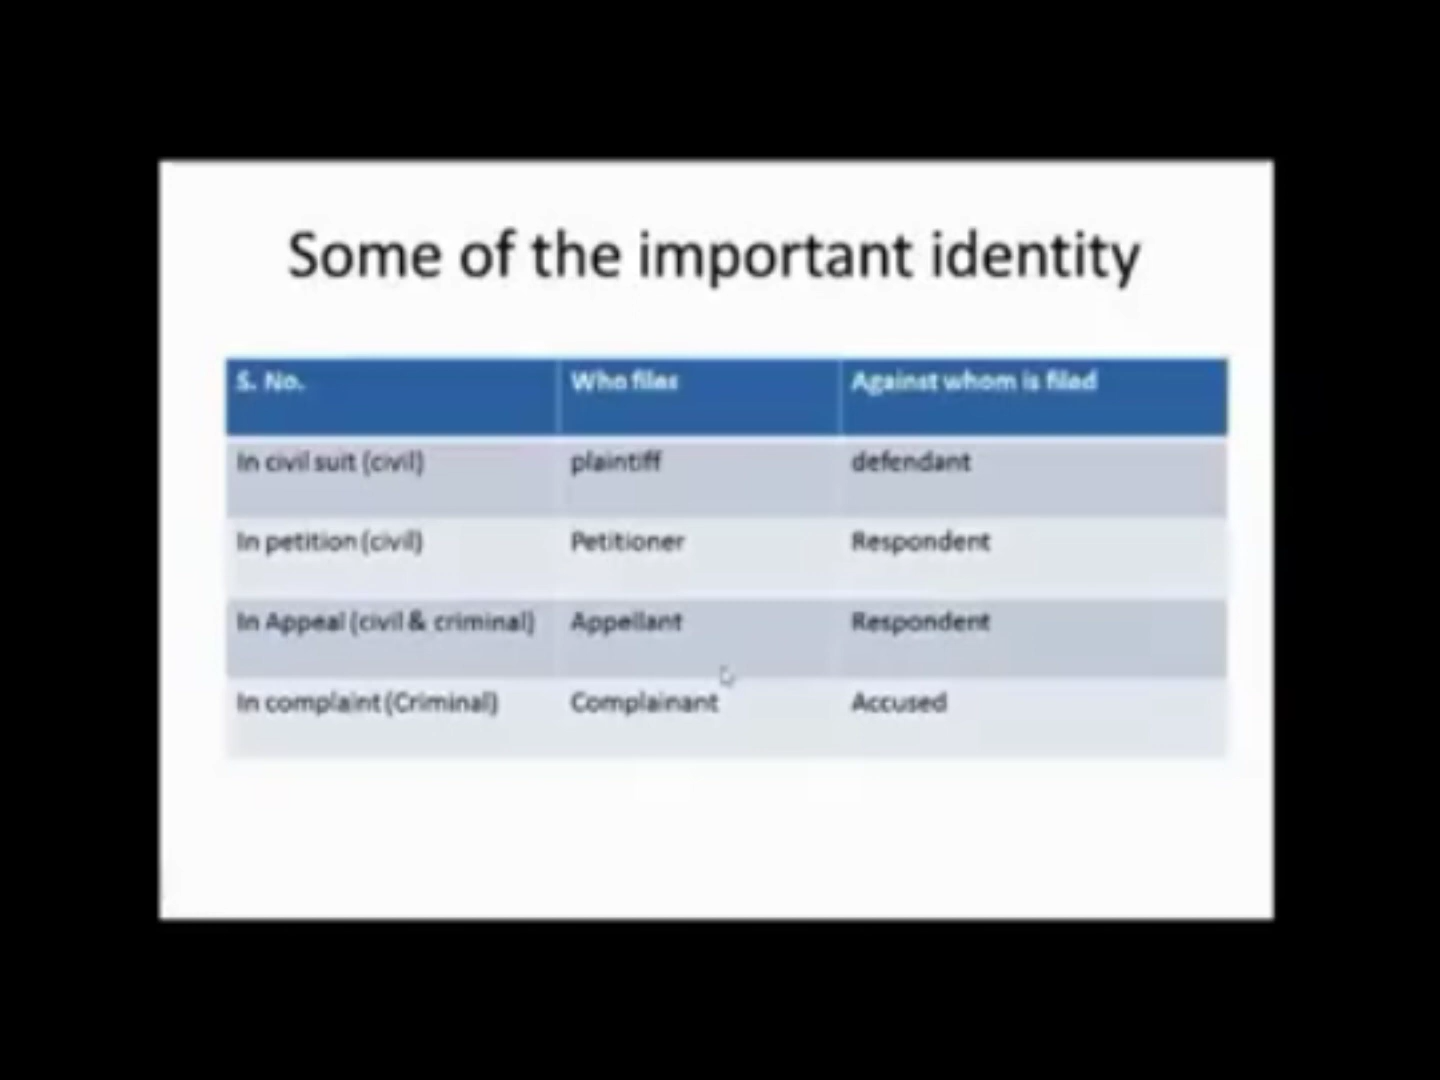 Some of the important identity
S. No. Who files Against whom is filed
In civil suit (civil) plaintiff defendant
In petition (civil) Petitioner Respondent
In Appeal (civil & criminal) Appellant Respondent
In complaint (Criminal) Complainant Accused